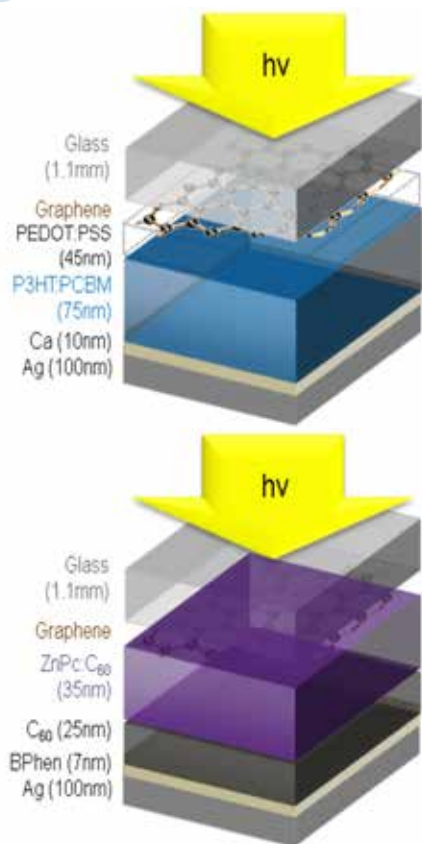 hv
Glass
(1.1mm)
Graphene
PEDOT:PSS
(45nm)
P3HT:PCBM
(75nm)
Ca (10nm)
Ag (100nm)
hv
Glass
(1.1mm)
Graphene
ZnPc:C₆₀
(35nm)
C₆₀ (25nm)
BPhen (7nm)
Ag (100nm)